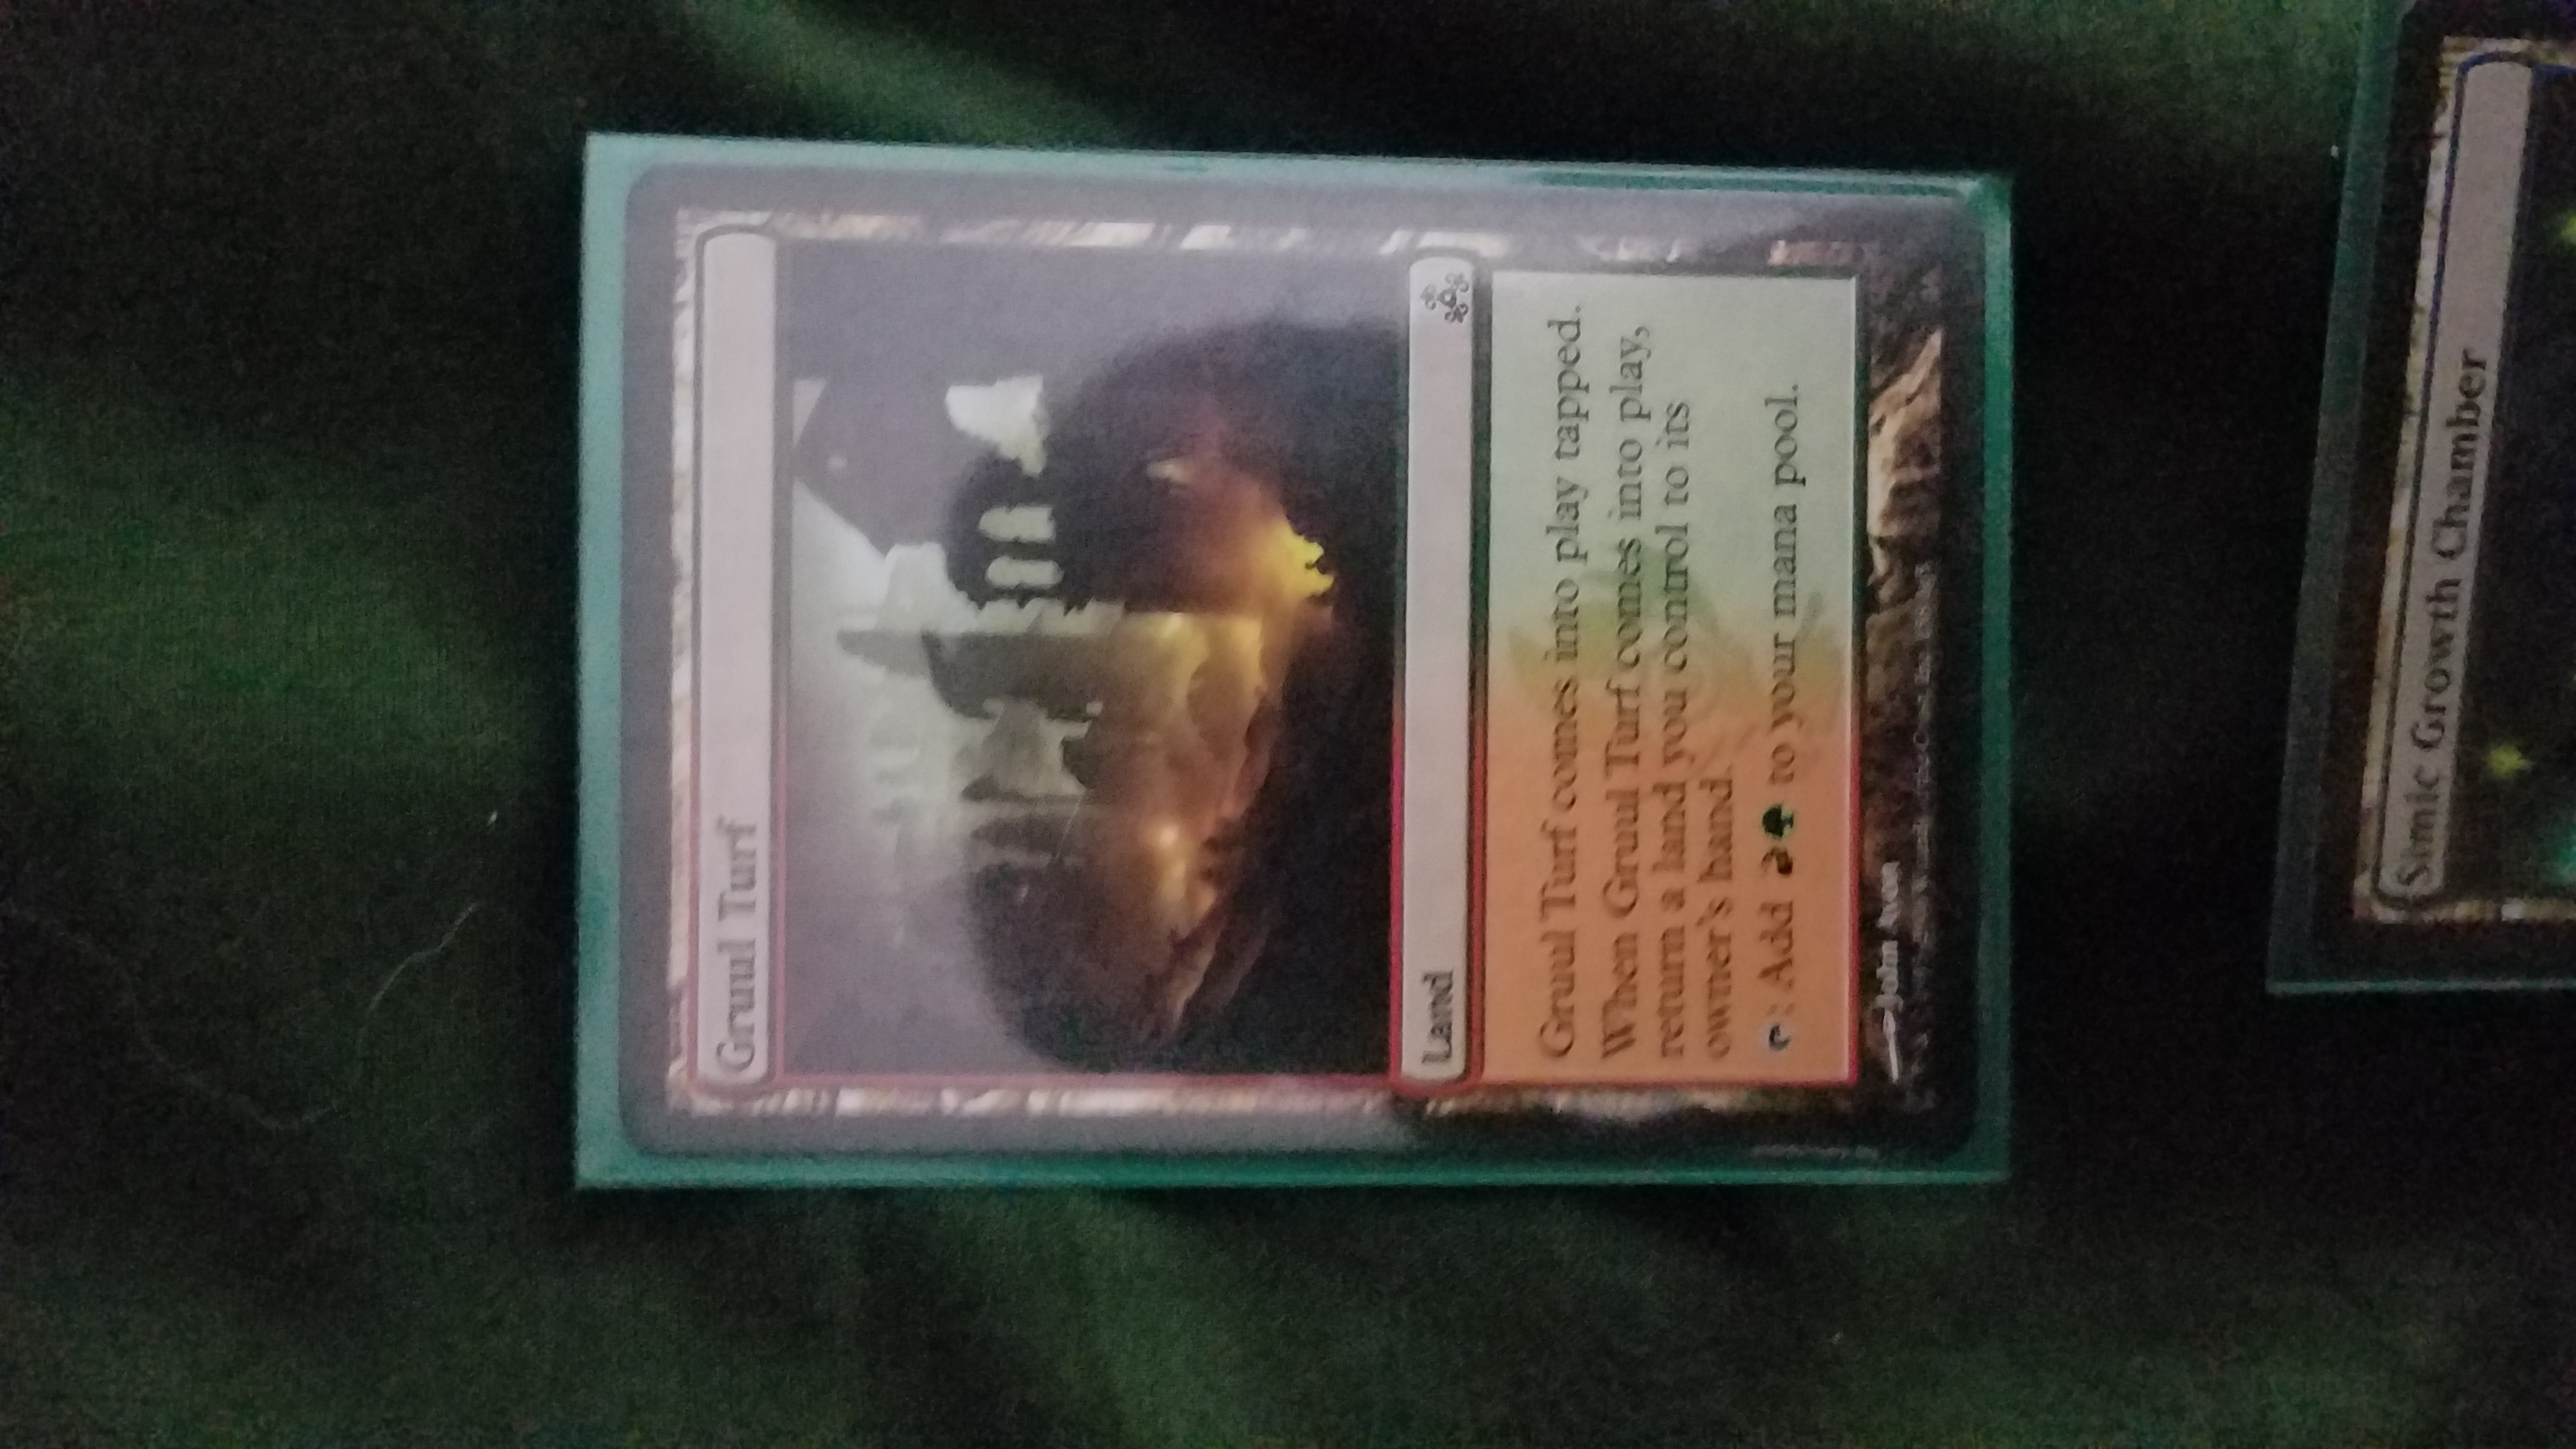 Gruul Turf
Land
Gruul Turf comes into play tapped.
When Gruul Turf comes into play,
return a land you control to its
owner's hand.
: Add to your mana pool.
John Avon
Simic Growth Chamber